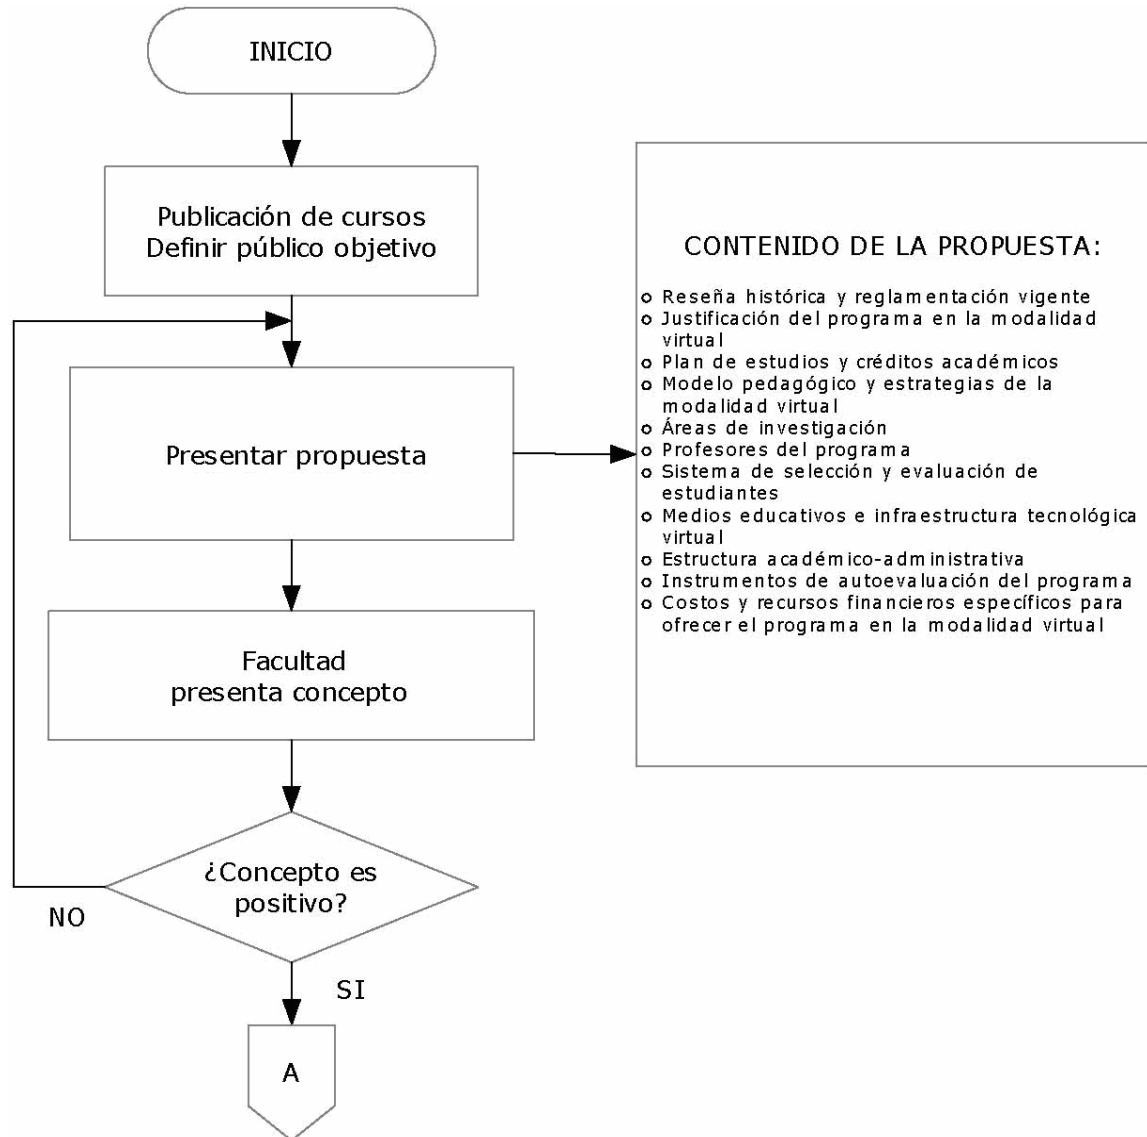 INICIO
Publicación de cursos
Definir público objetivo
Presentar propuesta
CONTENIDO DE LA PROPUESTA:
o Reseña histórica y reglamentación vigente
o Justificación del programa en la modalidad
virtual
o Plan de estudios y créditos académicos
o Modelo pedagógico y estrategias de la
modalidad virtual
o Áreas de investigación
o Profesores del programa
o Sistema de selección y evaluación de
estudiantes
o Medios educativos e infraestructura tecnológica
virtual
o Estructura académico-administrativa
o Instrumentos de autoevaluación del programa
o Costos y recursos financieros específicos para
ofrecer el programa en la modalidad virtual
Facultad
presenta concepto
¿Concepto es
positivo?
NO
SI
A